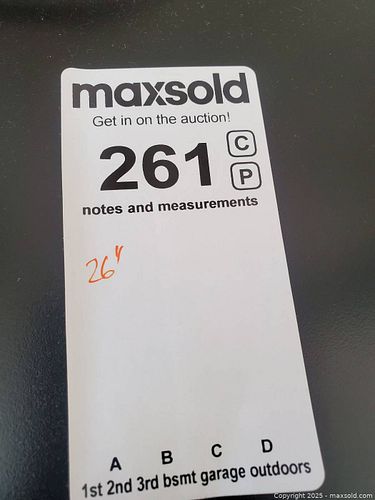 maxsold
Get in on the auction!
261 C
P
notes and measurements
26"
A B C D
1st 2nd 3rd bsmt garage outdoors
Copyright © 2025 - maxsold.com